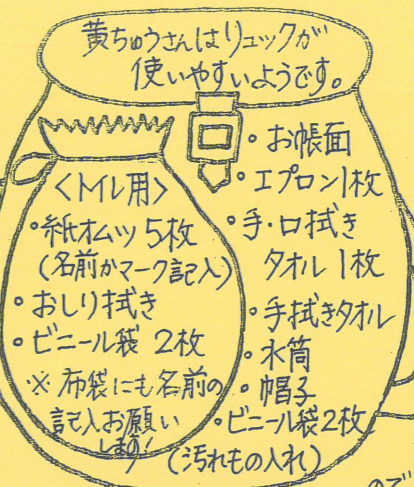 黄ちゅうさんはリュックが
使いやすいようです。
<トイレ用>
・紙オムツ 5枚
(名前かマーク記入)
・おしり拭き
・ビニール袋 2枚
※布袋にも名前の
記入お願い
します!
・お帳面
・エプロン1枚
・手・口拭き
タオル 1枚
・手拭きタオル
・水筒
・帽子
・ビニール袋2枚
(汚れもの入れ)
ので